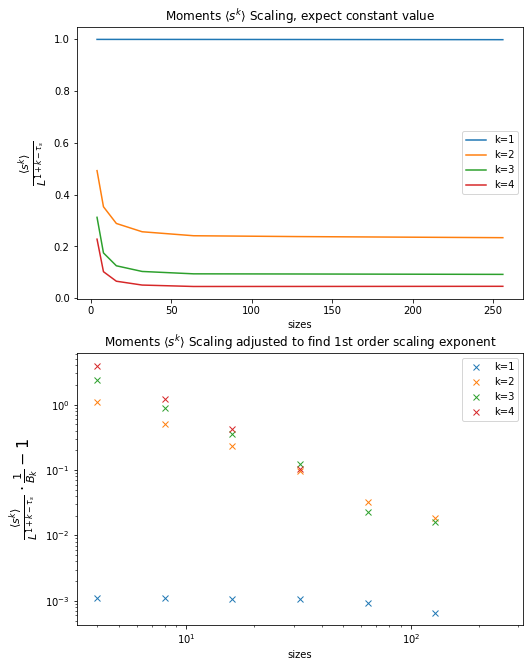 Moments ⟨s^k⟩ Scaling, expect constant value
1.0
0.8
0.6
0.4
0.2
0.0
⟨s^k⟩ / L^{1+k−τ_s}
k=1
k=2
k=3
k=4
0 50 100 150 200 250
sizes
Moments ⟨s^k⟩ Scaling adjusted to find 1st order scaling exponent
10^0
10^{−1}
10^{−2}
10^{−3}
⟨s^k⟩ / L^{1+k−τ_s} · 1 / B_k − 1
k=1
k=2
k=3
k=4
10^1 10^2
sizes